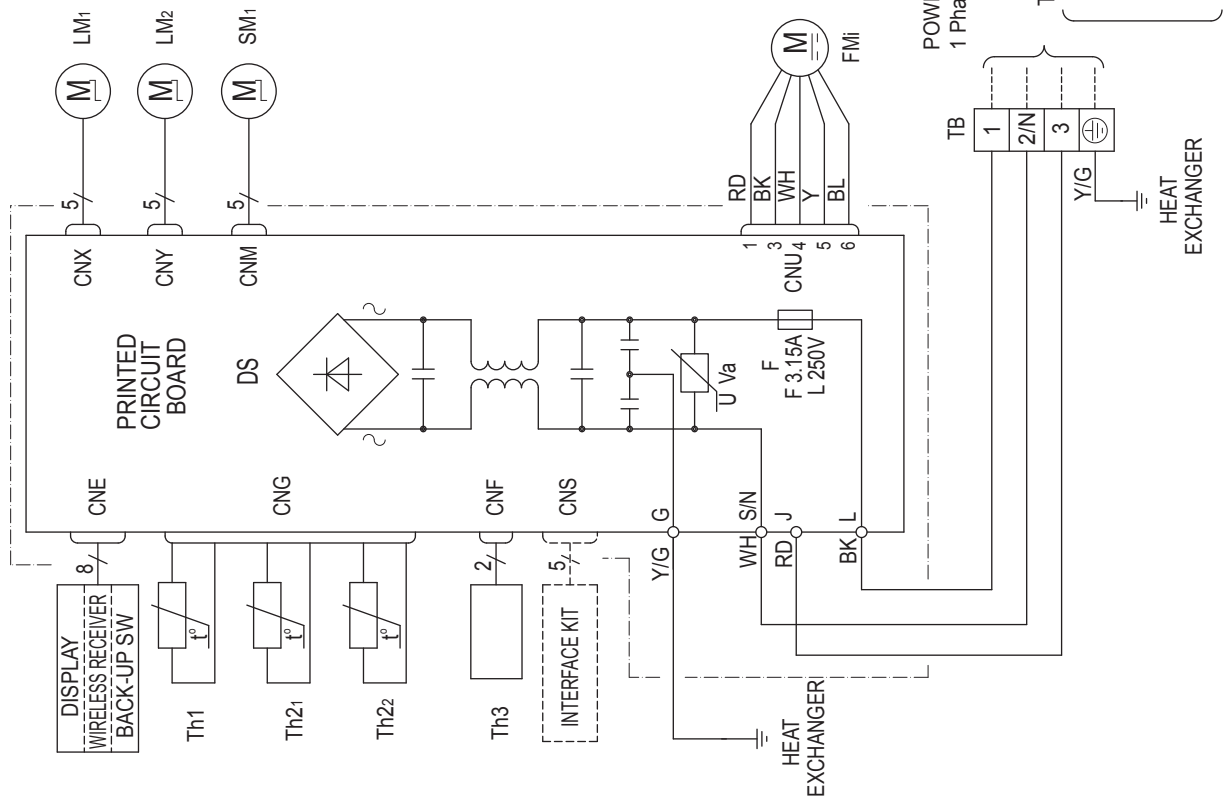 LM1
LM2
SM1
5
5
5
CNX
CNY
CNM
PRINTED
CIRCUIT
BOARD
DS
CNE
CNG
CNF
CNS
8
2
5
DISPLAY
WIRELESS RECEIVER
BACK-UP SW
t°
t°
t°
Th1
Th21
Th22
Th3
INTERFACE KIT
M
M
M
M
FMi
RD
BK
WH
Y
BL
1
3
4
5
6
CNU
F
F 3.15A
L 250V
U Va
G
S/N
J
L
Y/G
WH
RD
BK
HEAT
EXCHANGER
TB
1
2/N
3
Y/G
HEAT
EXCHANGER
POWE
1 Pha
T